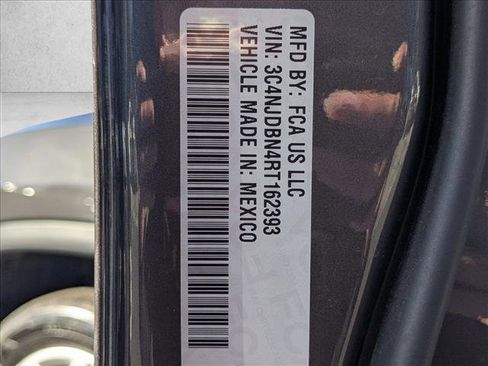 MFD BY: FCA US LLC
VIN: 3C4NJDBN4RT162393
VEHICLE MADE IN: MEXICO